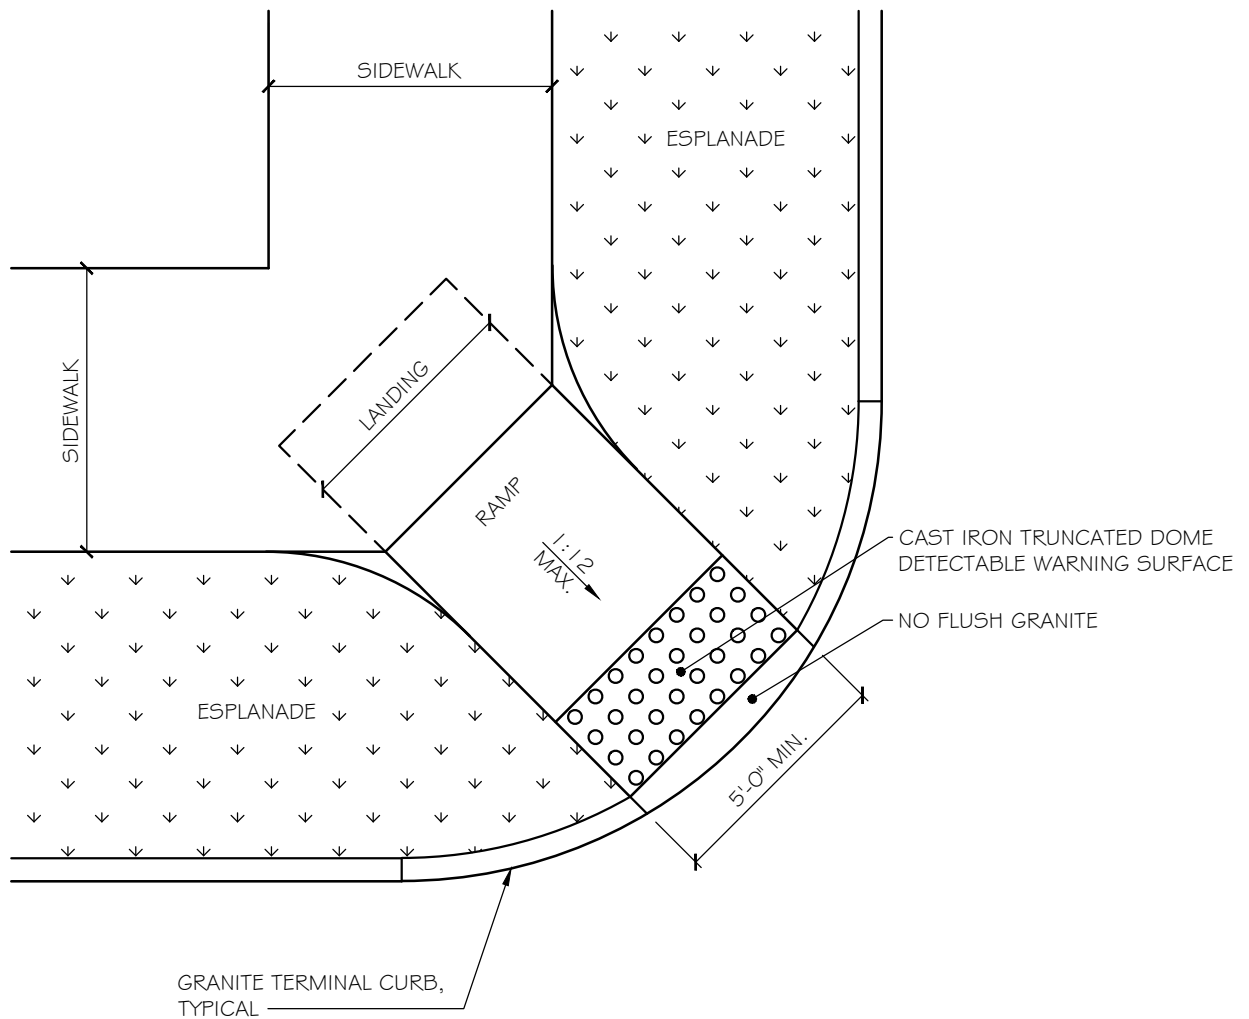 SIDEWALK
ESPLANADE
LANDING
SIDEWALK
RAMP
1:12
MAX.
CAST IRON TRUNCATED DOME
DETECTABLE WARNING SURFACE
NO FLUSH GRANITE
ESPLANADE
5'-0" MIN.
GRANITE TERMINAL CURB,
TYPICAL